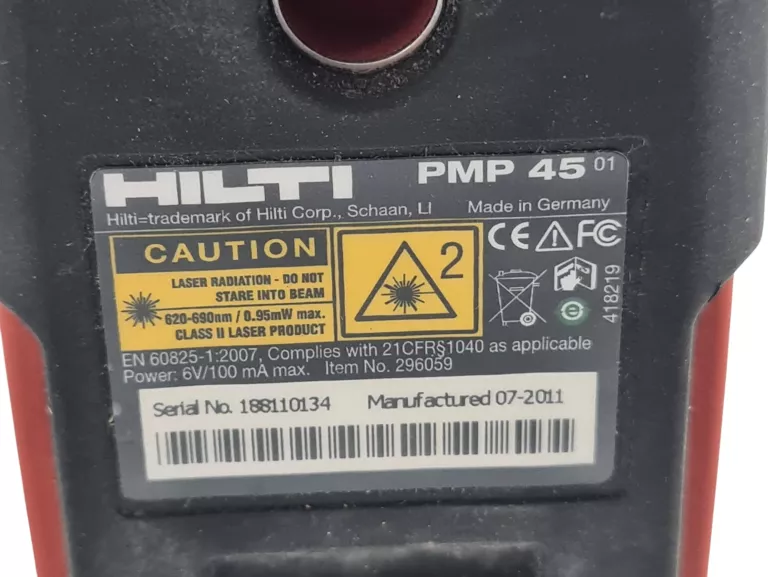 HILTI PMP 45 01
Hilti=trademark of Hilti Corp., Schaan, LI Made in Germany
CAUTION
LASER RADIATION - DO NOT
STARE INTO BEAM
620-690nm / 0.95mW max.
CLASS II LASER PRODUCT
2
CE FC
418219
EN 60825-1:2007, Complies with 21CFR§1040 as applicable
Power: 6V/100 mA max. Item No. 296059
Serial No. 188110134 Manufactured 07-2011